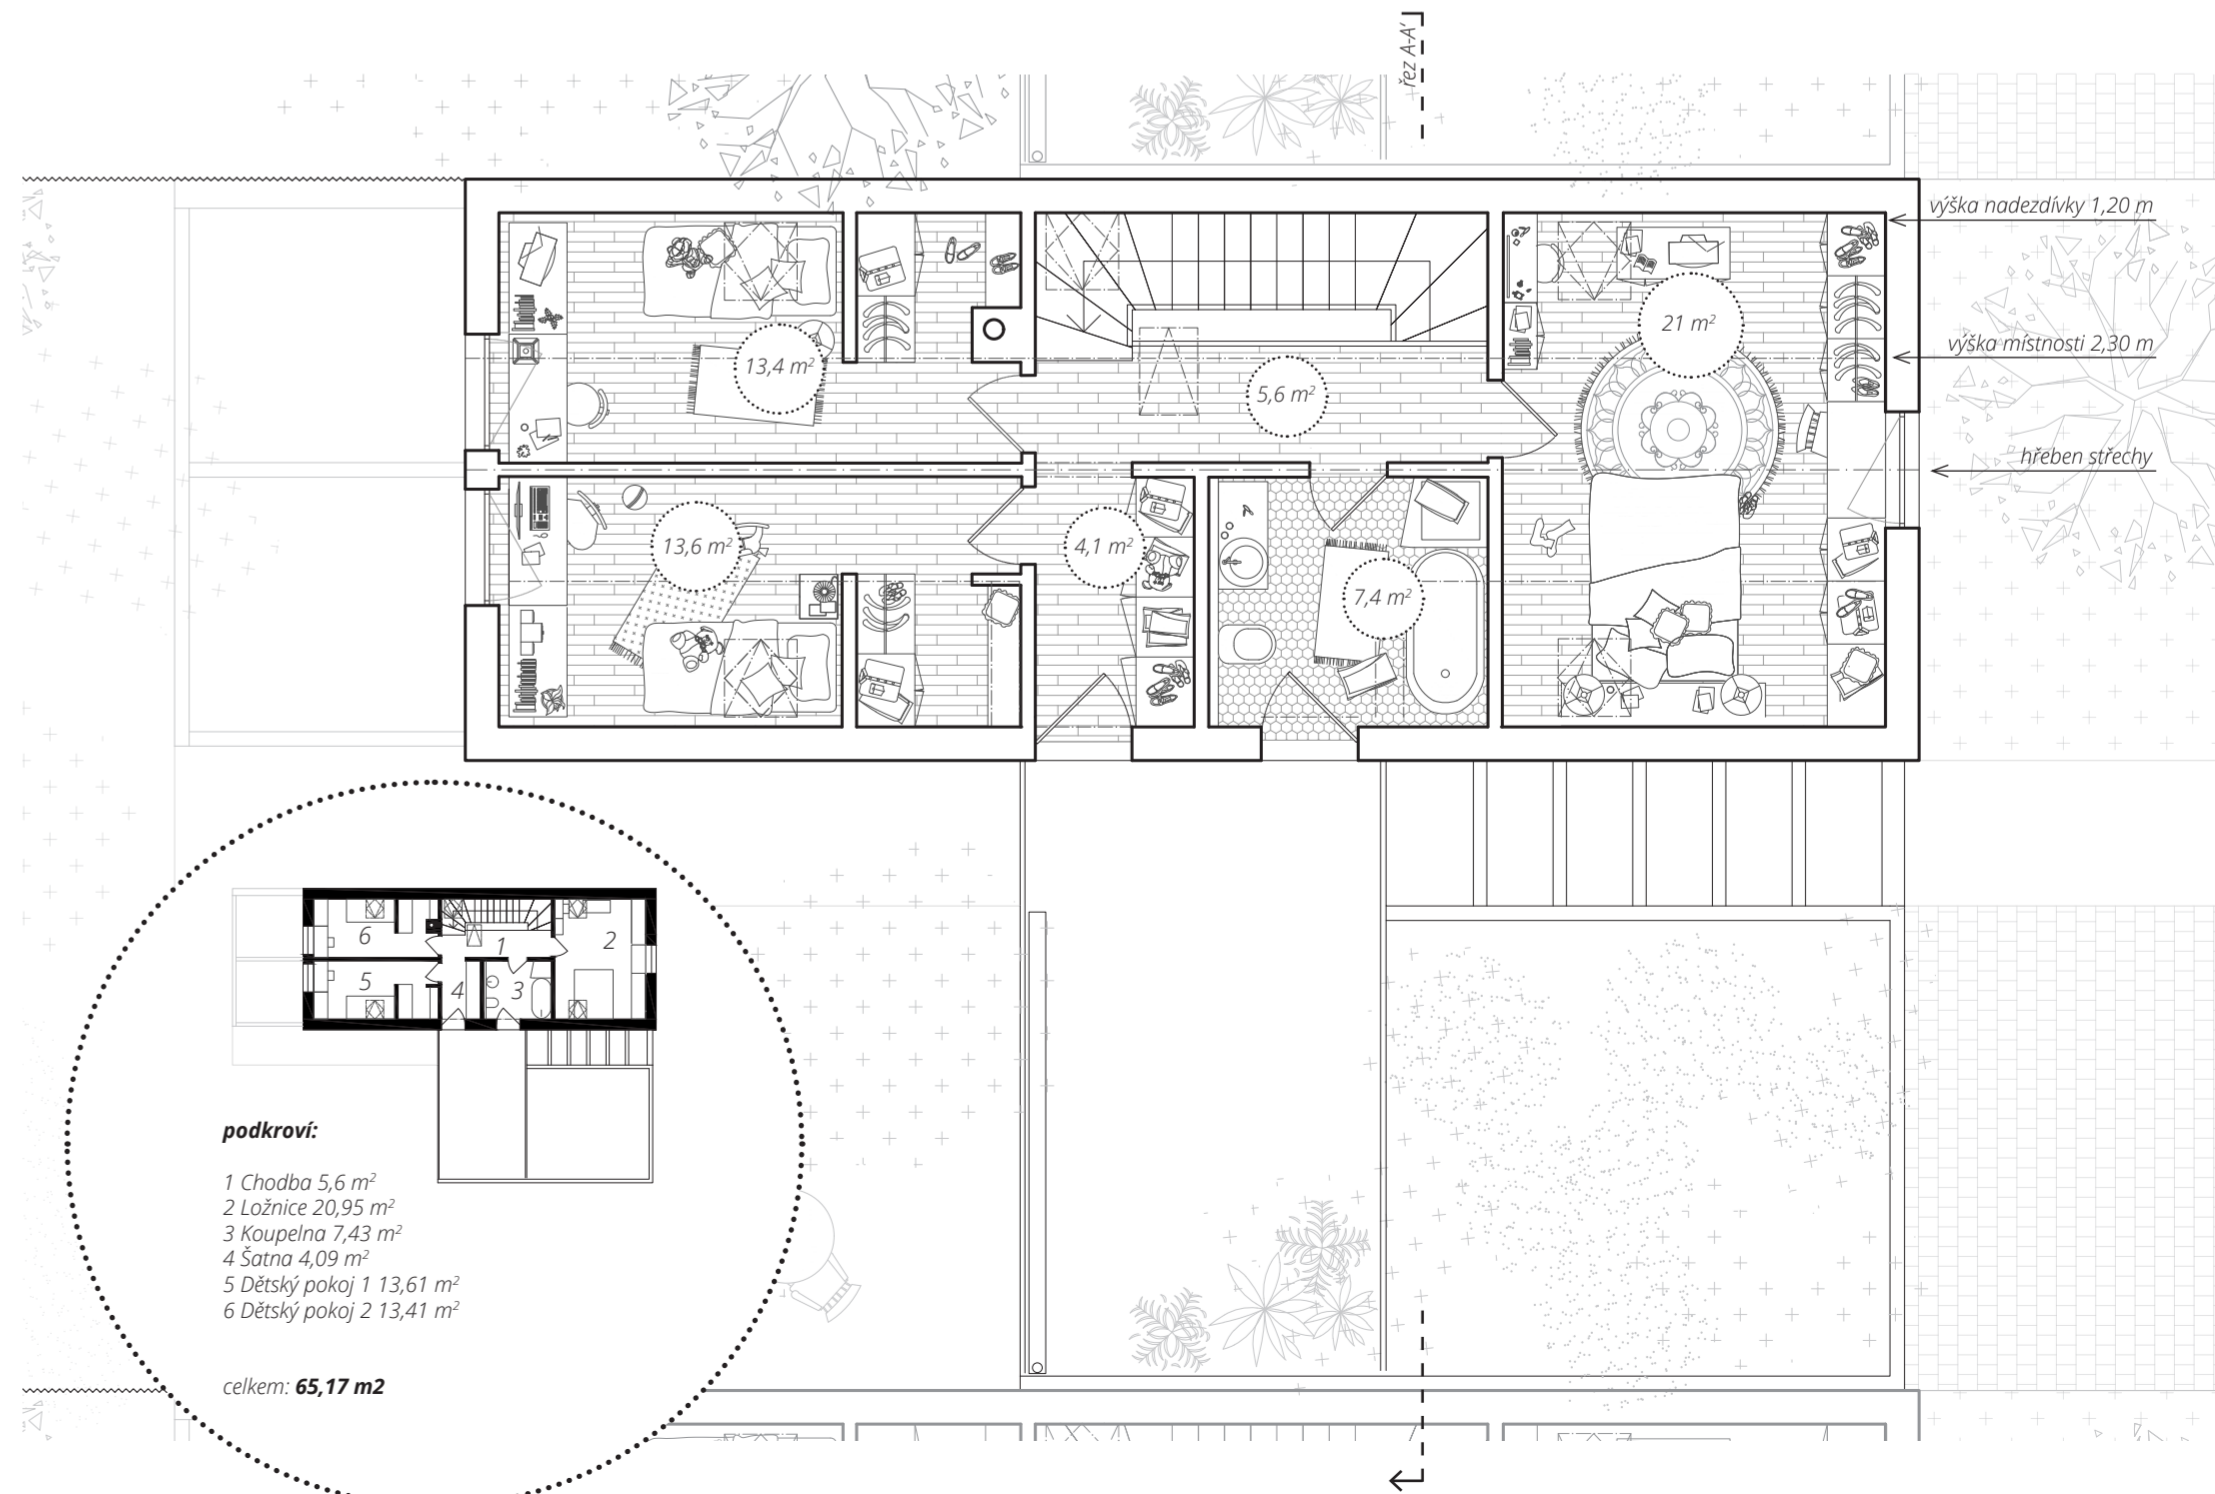 řez A-A'
výška nadezdívky 1,20 m
21 m²
výška místnosti 2,30 m
13,4 m²
5,6 m²
hřeben střechy
13,6 m²
4,1 m²
7,4 m²
6
1
2
5
4
3
podkroví:
1 Chodba 5,6 m²
2 Ložnice 20,95 m²
3 Koupelna 7,43 m²
4 Šatna 4,09 m²
5 Dětský pokoj 1 13,61 m²
6 Dětský pokoj 2 13,41 m²
celkem: 65,17 m2